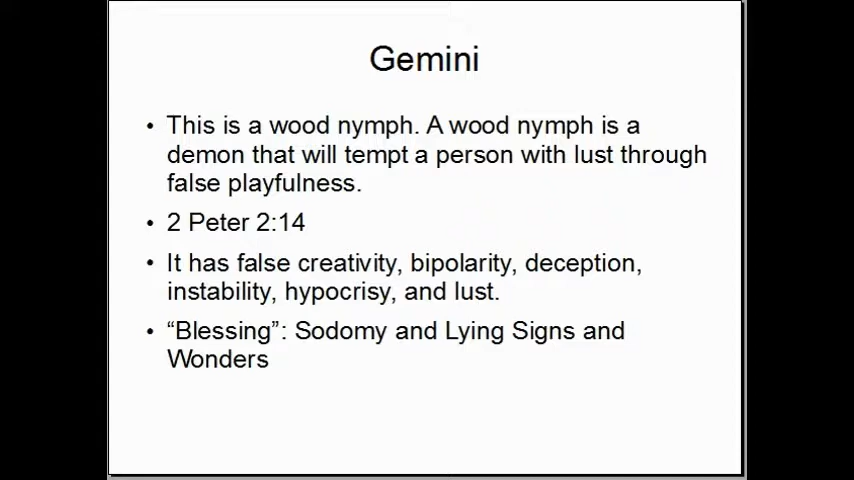 Gemini
• This is a wood nymph. A wood nymph is a
demon that will tempt a person with lust through
false playfulness.
• 2 Peter 2:14
• It has false creativity, bipolarity, deception,
instability, hypocrisy, and lust.
• “Blessing”: Sodomy and Lying Signs and
Wonders